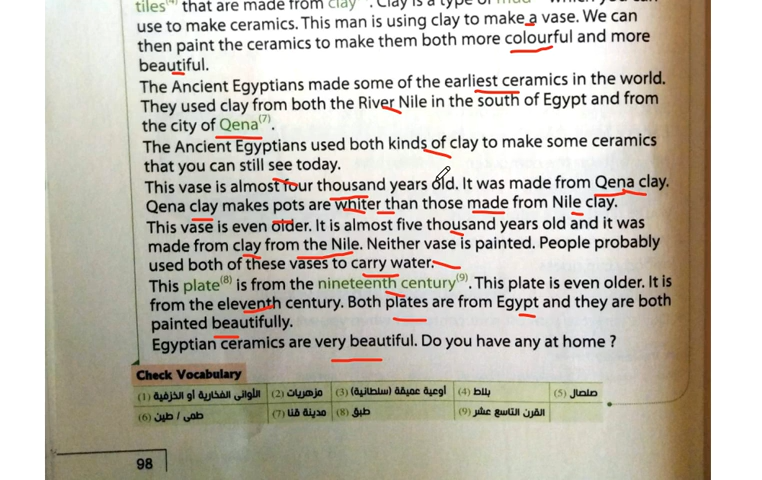 tiles(4) that are made from clay(5). Clay is a type of mud(6) which you can
use to make ceramics. This man is using clay to make a vase. We can
then paint the ceramics to make them both more colourful and more
beautiful.
The Ancient Egyptians made some of the earliest ceramics in the world.
They used clay from both the River Nile in the south of Egypt and from
the city of Qena(7).
The Ancient Egyptians used both kinds of clay to make some ceramics
that you can still see today.
This vase is almost four thousand years old. It was made from Qena clay.
Qena clay makes pots are whiter than those made from Nile clay.
This vase is even older. It is almost five thousand years old and it was
made from clay from the Nile. Neither vase is painted. People probably
used both of these vases to carry water.
This plate(8) is from the nineteenth century(9). This plate is even older. It is
from the eleventh century. Both plates are from Egypt and they are both
painted beautifully.
Egyptian ceramics are very beautiful. Do you have any at home ?
Check Vocabulary
(1) الأوانى الفخارية أو الخزفية (2) مزهريات (3) أوعية عميقة (سلطانية) (4) بلاط (5) صلصال
(6) طمى / طين (7) مدينة قنا (8) طبق (9) القرن التاسع عشر
98